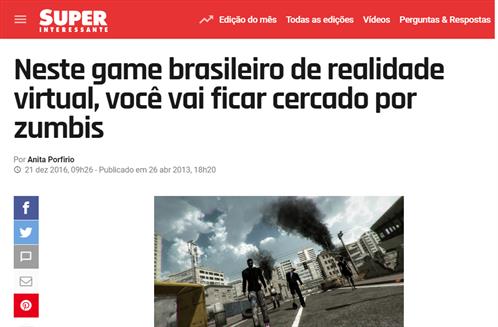 SUPER
INTERESSANTE
Edição do mês Todas as edições Vídeos Perguntas & Respostas
Neste game brasileiro de realidade
virtual, você vai ficar cercado por
zumbis
Por Anita Porfirio
21 dez 2016, 09h26 - Publicado em 26 abr 2013, 18h20